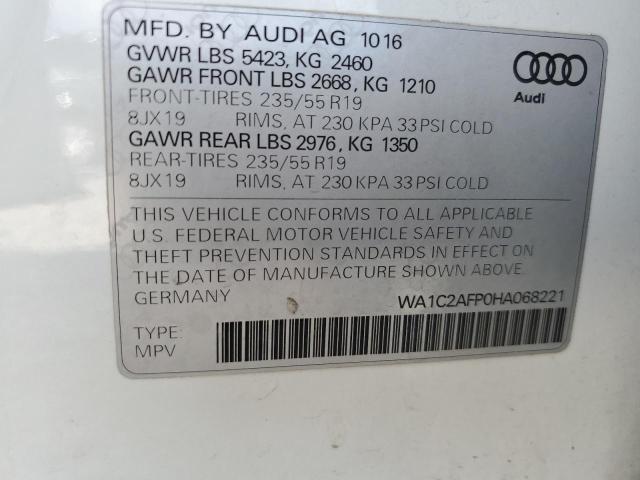 MFD. BY AUDI AG 10 16
GVWR LBS 5423, KG 2460
GAWR FRONT LBS 2668, KG 1210
FRONT-TIRES 235/55 R19
8JX19 RIMS, AT 230 KPA 33 PSI COLD
GAWR REAR LBS 2976, KG 1350
REAR-TIRES 235/55 R19
8JX19 RIMS, AT 230 KPA 33 PSI COLD
Audi
THIS VEHICLE CONFORMS TO ALL APPLICABLE
U.S. FEDERAL MOTOR VEHICLE SAFETY AND
THEFT PREVENTION STANDARDS IN EFFECT ON
THE DATE OF MANUFACTURE SHOWN ABOVE.
GERMANY WA1C2AFP0HA068221
TYPE:
MPV